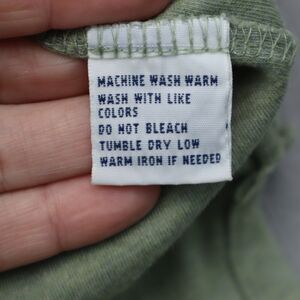 MACHINE WASH WARM
WASH WITH LIKE
COLORS
DO NOT BLEACH
TUMBLE DRY LOW
WARM IRON IF NEEDED